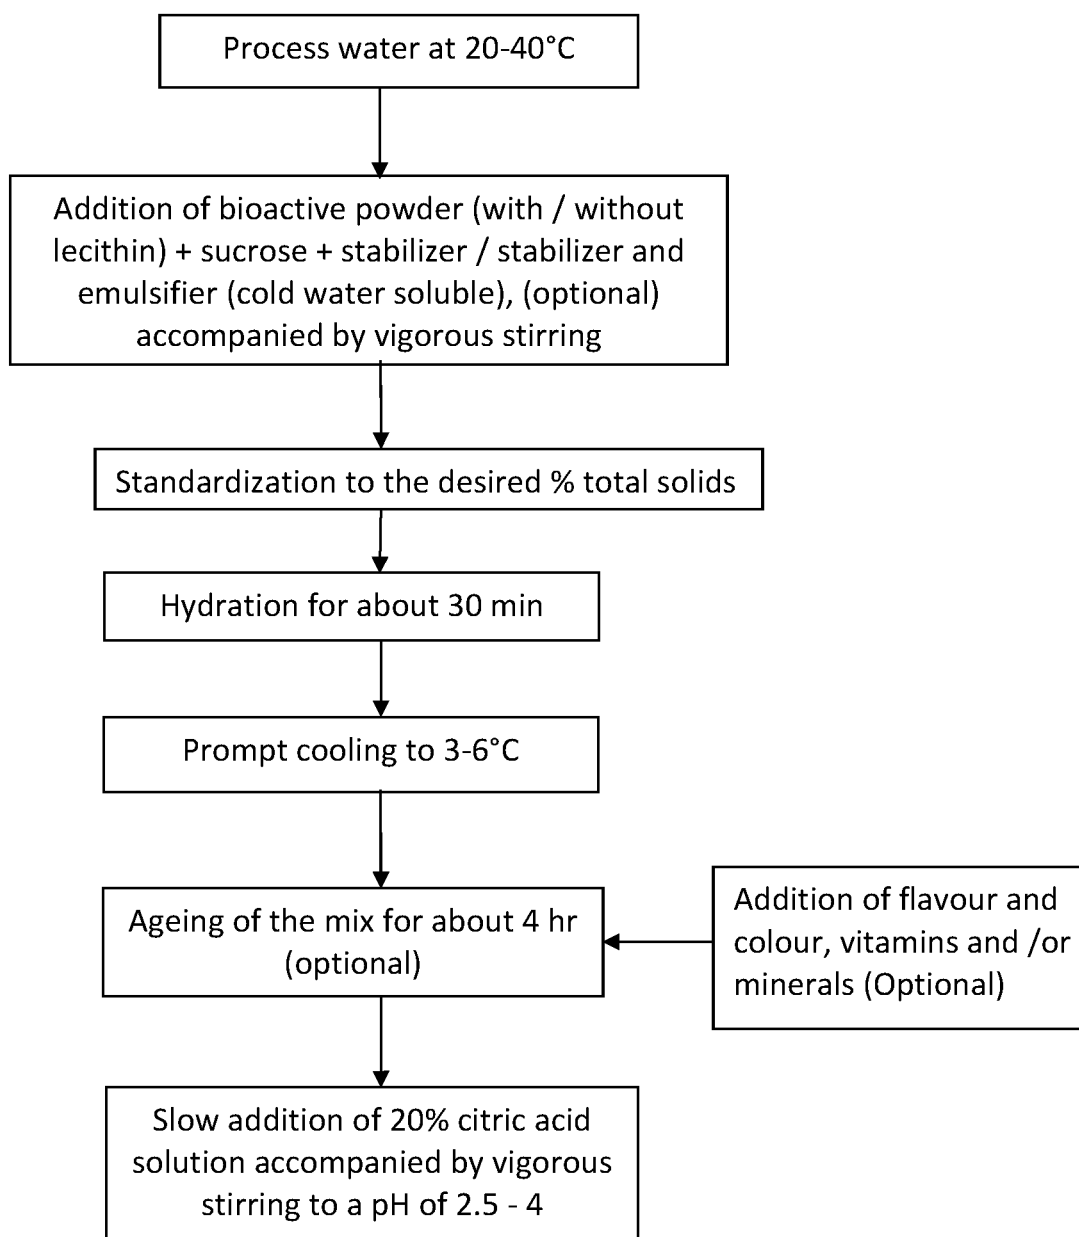 Process water at 20-40°C
Addition of bioactive powder (with / without
lecithin) + sucrose + stabilizer / stabilizer and
emulsifier (cold water soluble), (optional)
accompanied by vigorous stirring
Standardization to the desired % total solids
Hydration for about 30 min
Prompt cooling to 3-6°C
Ageing of the mix for about 4 hr
(optional)
Addition of flavour and
colour, vitamins and /or
minerals (Optional)
Slow addition of 20% citric acid
solution accompanied by vigorous
stirring to a pH of 2.5 - 4